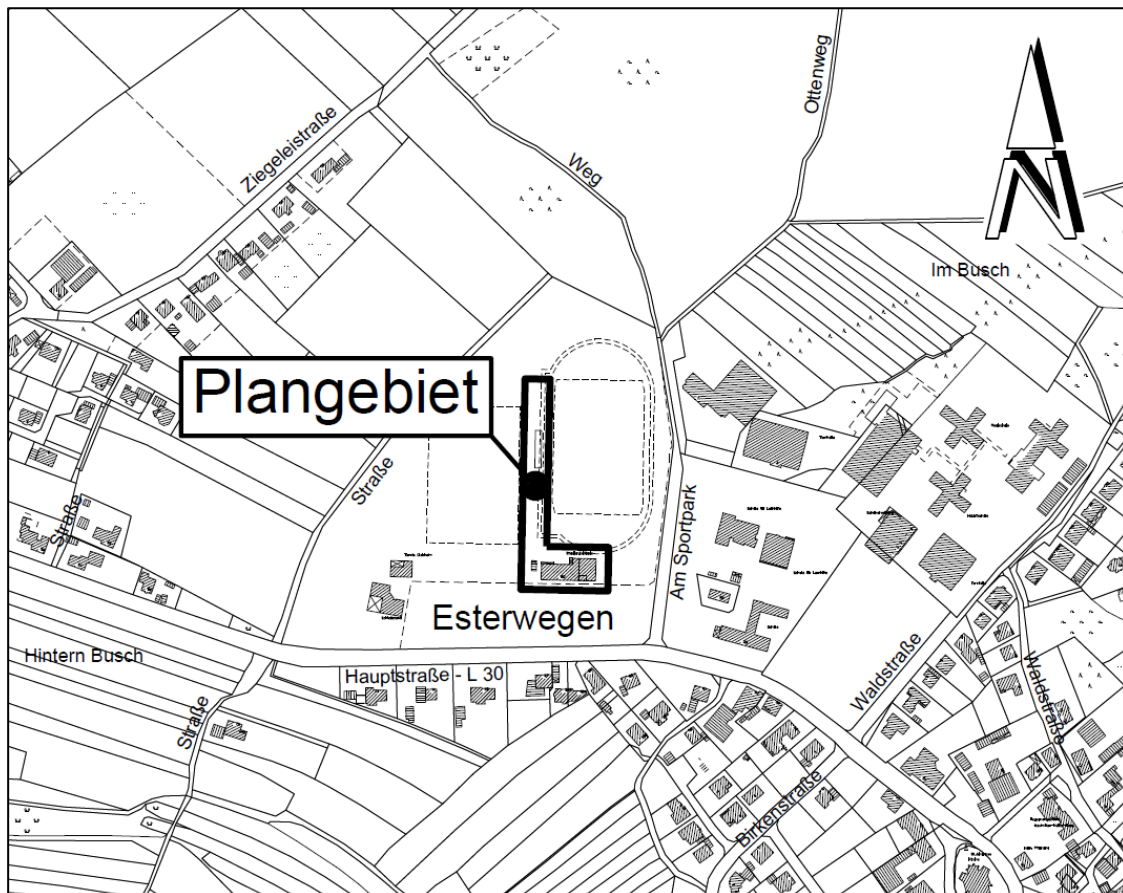 Ottenweg
Ziegeleistraße
Weg
N
Im Busch
Plangebiet
Straße
Straße
Am Sportpark
Esterwegen
Hintern Busch
Hauptstraße - L 30
Straße
Waldstraße
Waldstraße
Birkenstraße